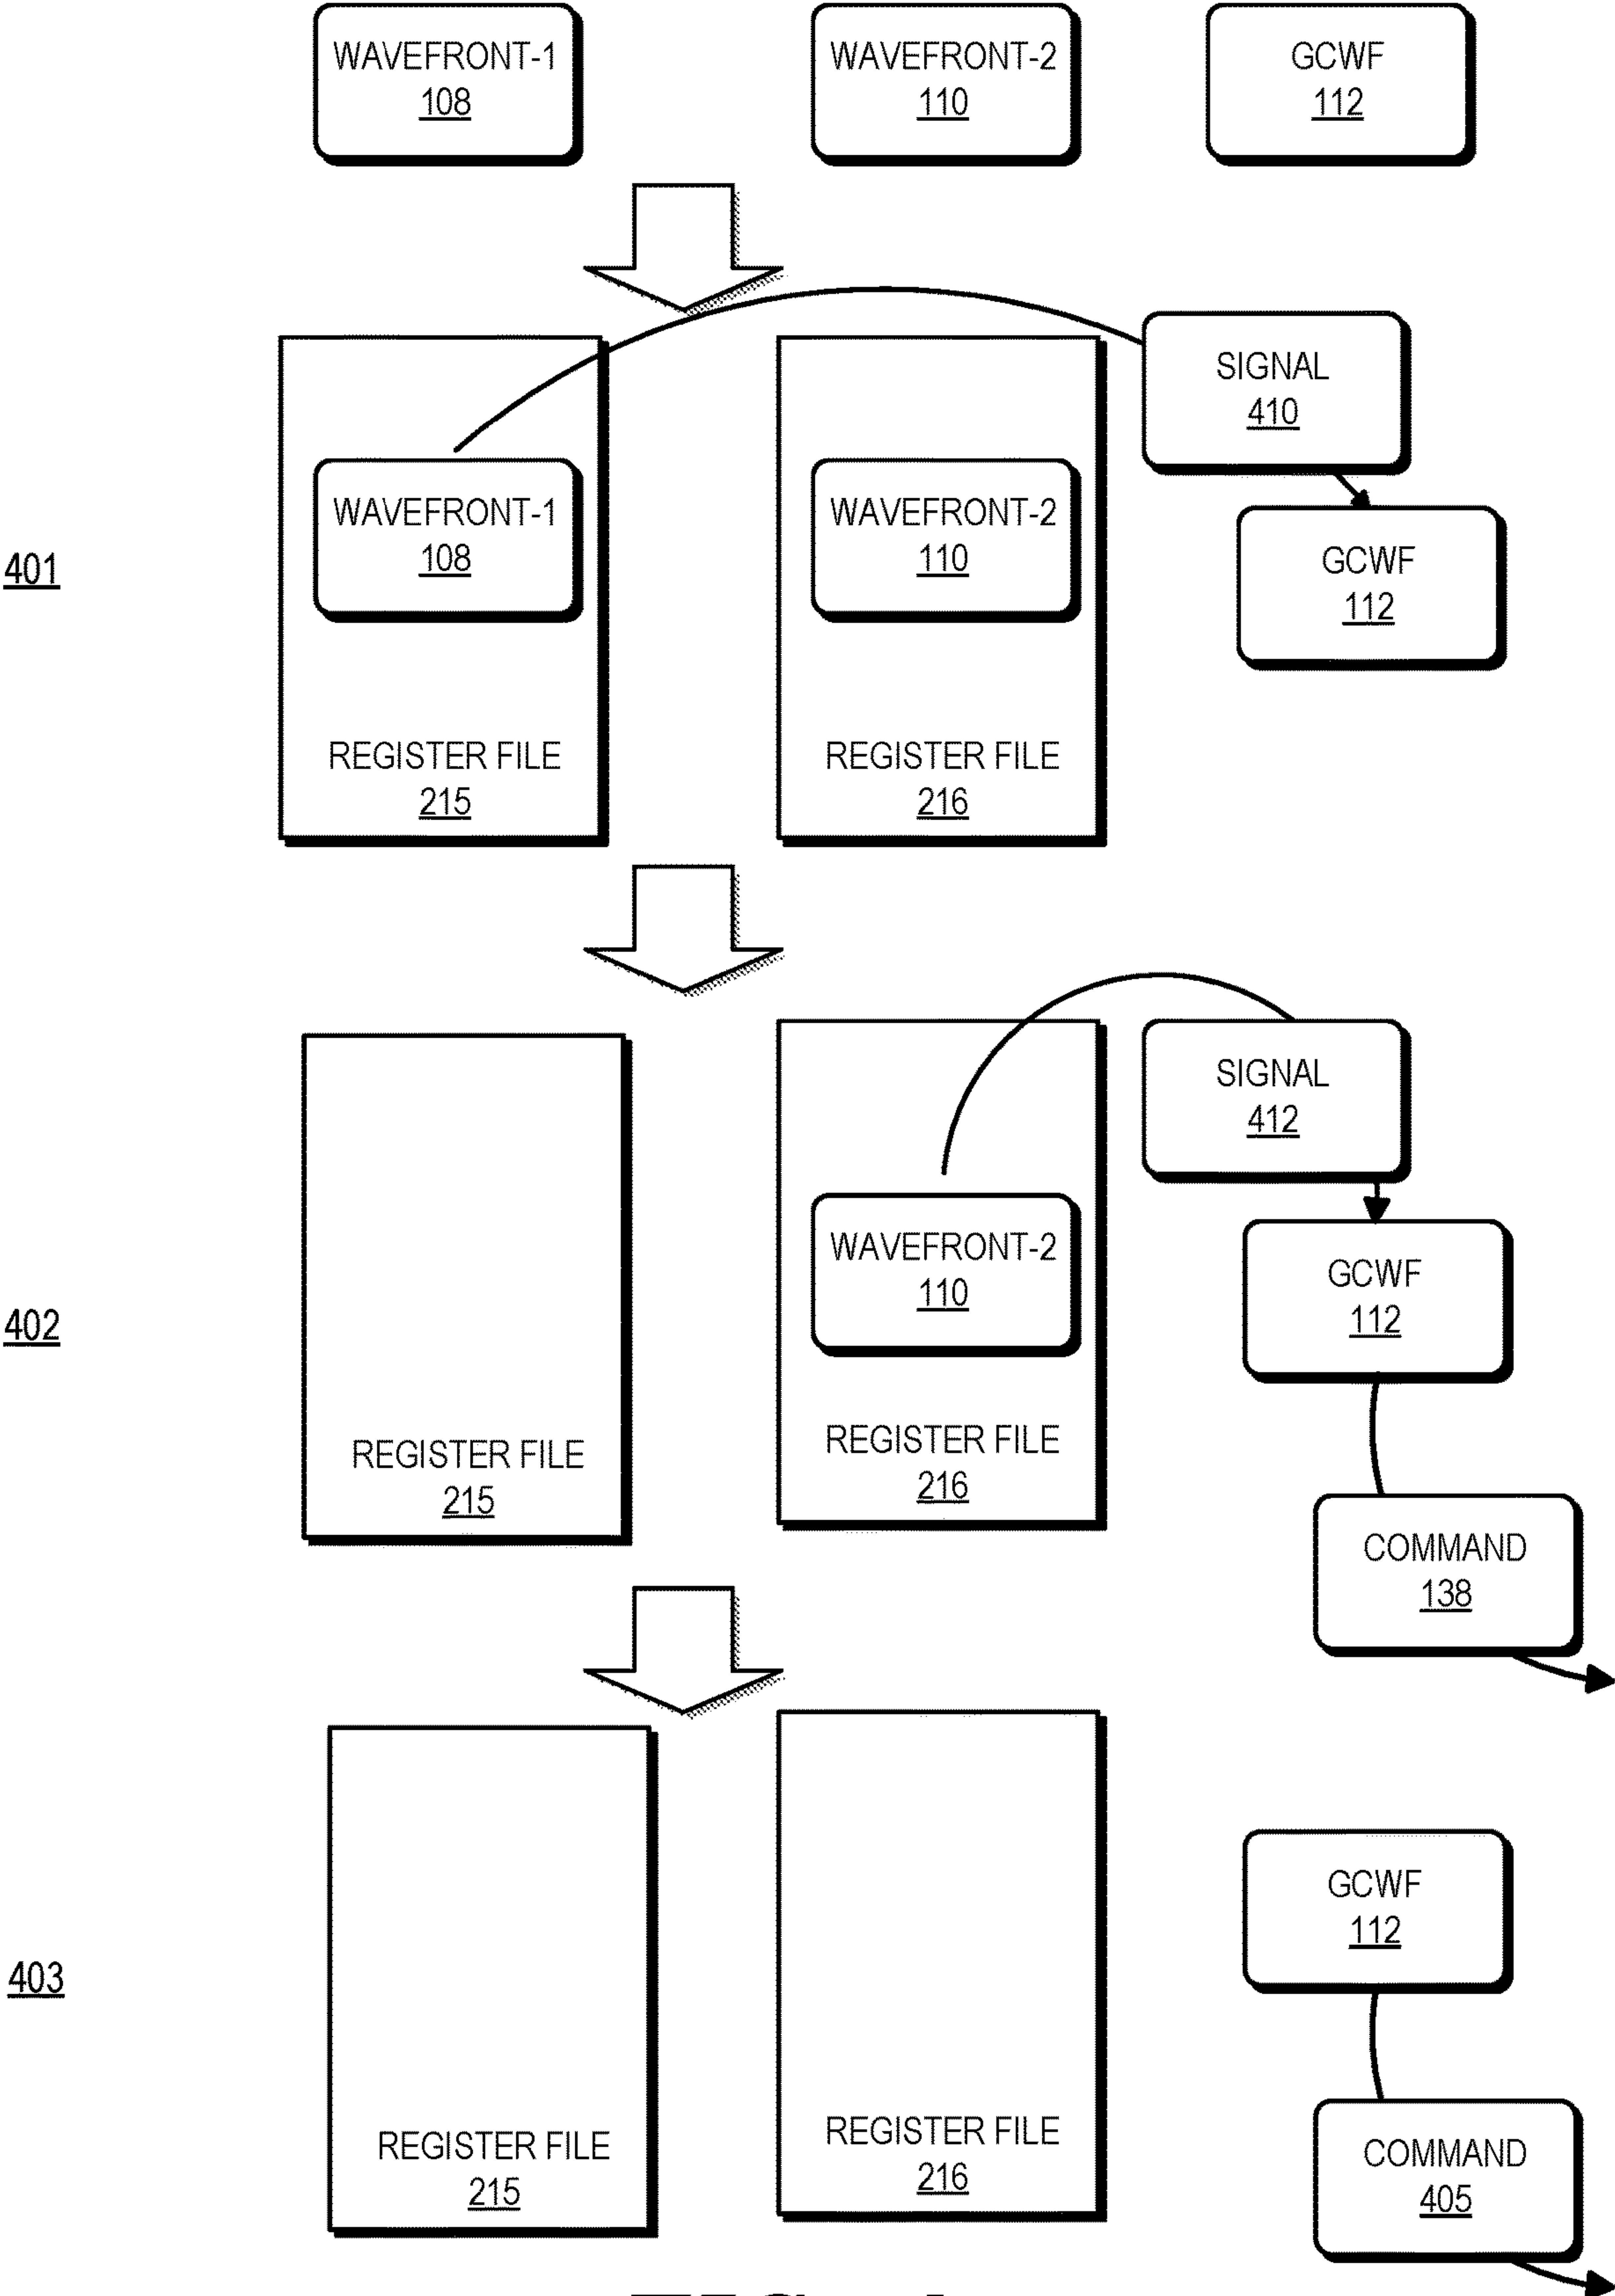 WAVEFRONT-1
108
WAVEFRONT-2
110
GCWF
112
SIGNAL
410
WAVEFRONT-1
108
WAVEFRONT-2
110
GCWF
112
401
REGISTER FILE
215
REGISTER FILE
216
SIGNAL
412
WAVEFRONT-2
110
GCWF
112
402
REGISTER FILE
215
REGISTER FILE
216
COMMAND
138
GCWF
112
403
REGISTER FILE
215
REGISTER FILE
216
COMMAND
405